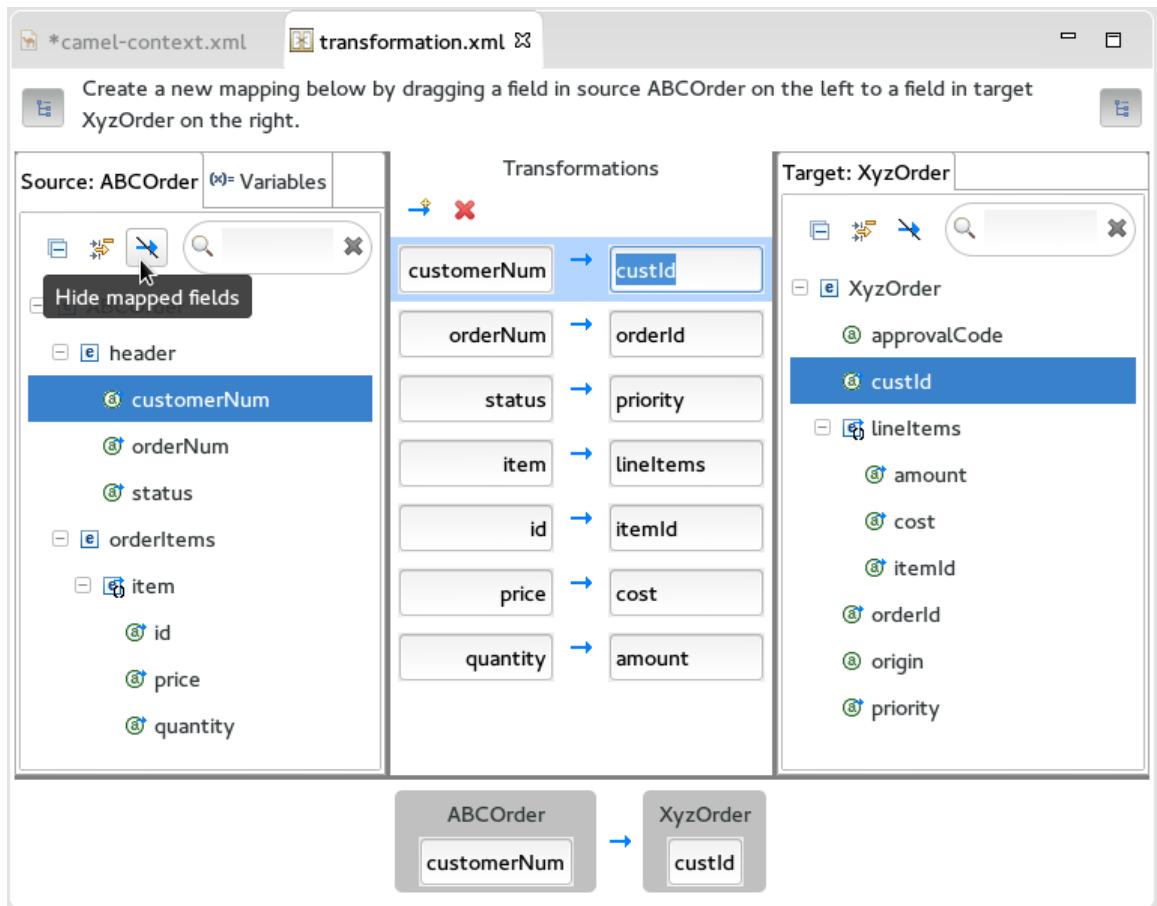 *camel-context.xml
transformation.xml
Create a new mapping below by dragging a field in source ABCOrder on the left to a field in target
XyzOrder on the right.
Source: ABCOrder
(x)= Variables
Hide mapped fields
ABCOrder
header
customerNum
orderNum
status
orderItems
item
id
price
quantity
Transformations
customerNum → custId
orderNum → orderId
status → priority
item → lineItems
id → itemId
price → cost
quantity → amount
Target: XyzOrder
XyzOrder
approvalCode
custId
lineItems
amount
cost
itemId
orderId
origin
priority
ABCOrder
customerNum
→
XyzOrder
custId